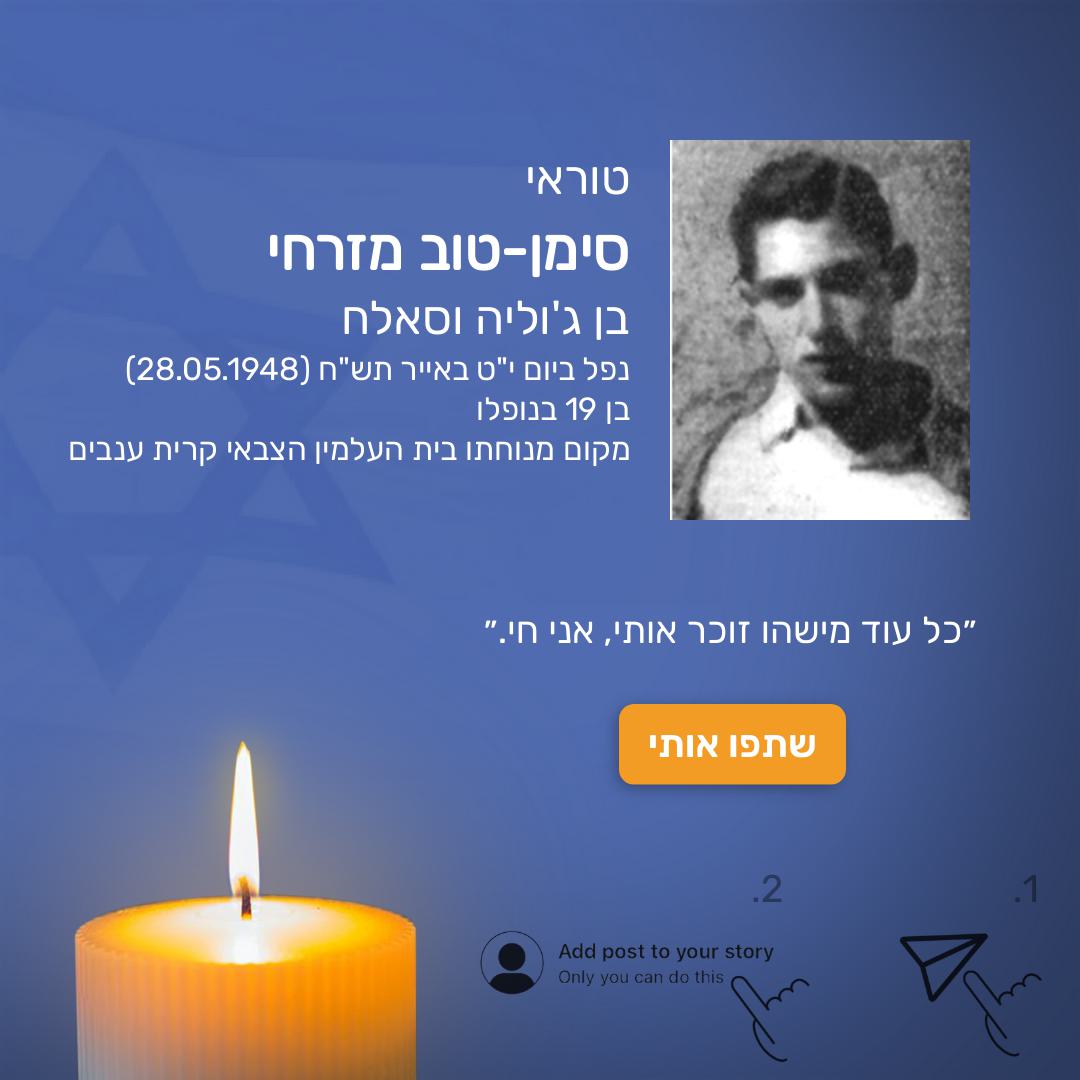 טוראי
סימן-טוב מזרחי
בן ג'וליה וסאלח
נפל ביום י"ט באייר תש"ח (28.05.1948)
בן 19 בנופלו
מקום מנוחתו בית העלמין הצבאי קרית ענבים
״כל עוד מישהו זוכר אותי, אני חי.״
שתפו אותי
1.
2.
Add post to your story
Only you can do this